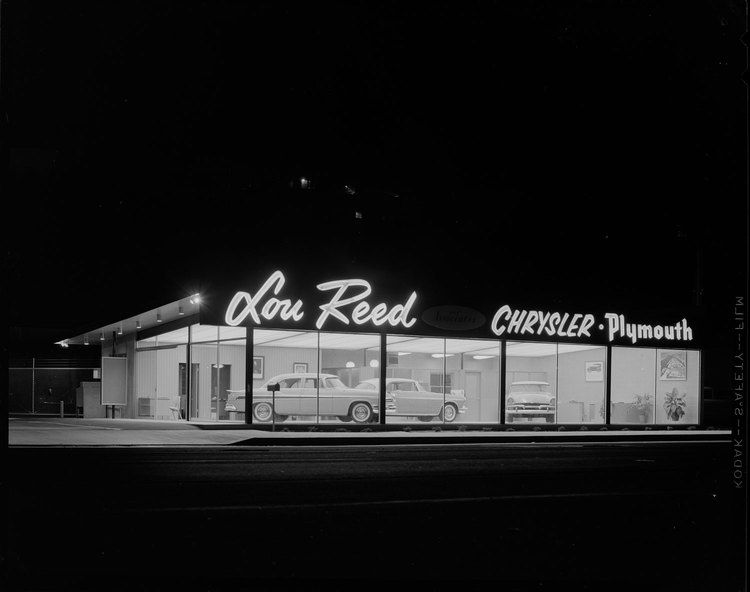 Lou Reed
CHRYSLER · Plymouth
KODAK--SAFETY--FILM